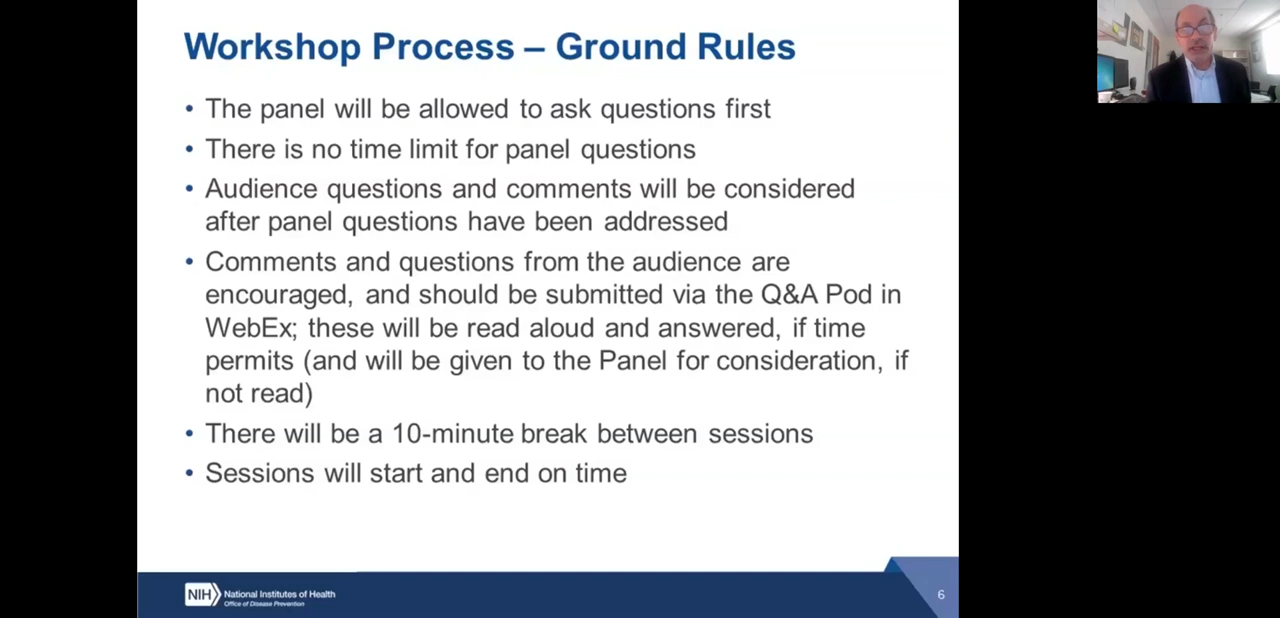 Workshop Process – Ground Rules
• The panel will be allowed to ask questions first
• There is no time limit for panel questions
• Audience questions and comments will be considered
after panel questions have been addressed
• Comments and questions from the audience are
encouraged, and should be submitted via the Q&A Pod in
WebEx; these will be read aloud and answered, if time
permits (and will be given to the Panel for consideration, if
not read)
• There will be a 10-minute break between sessions
• Sessions will start and end on time
NIH National Institutes of Health
Office of Disease Prevention
6